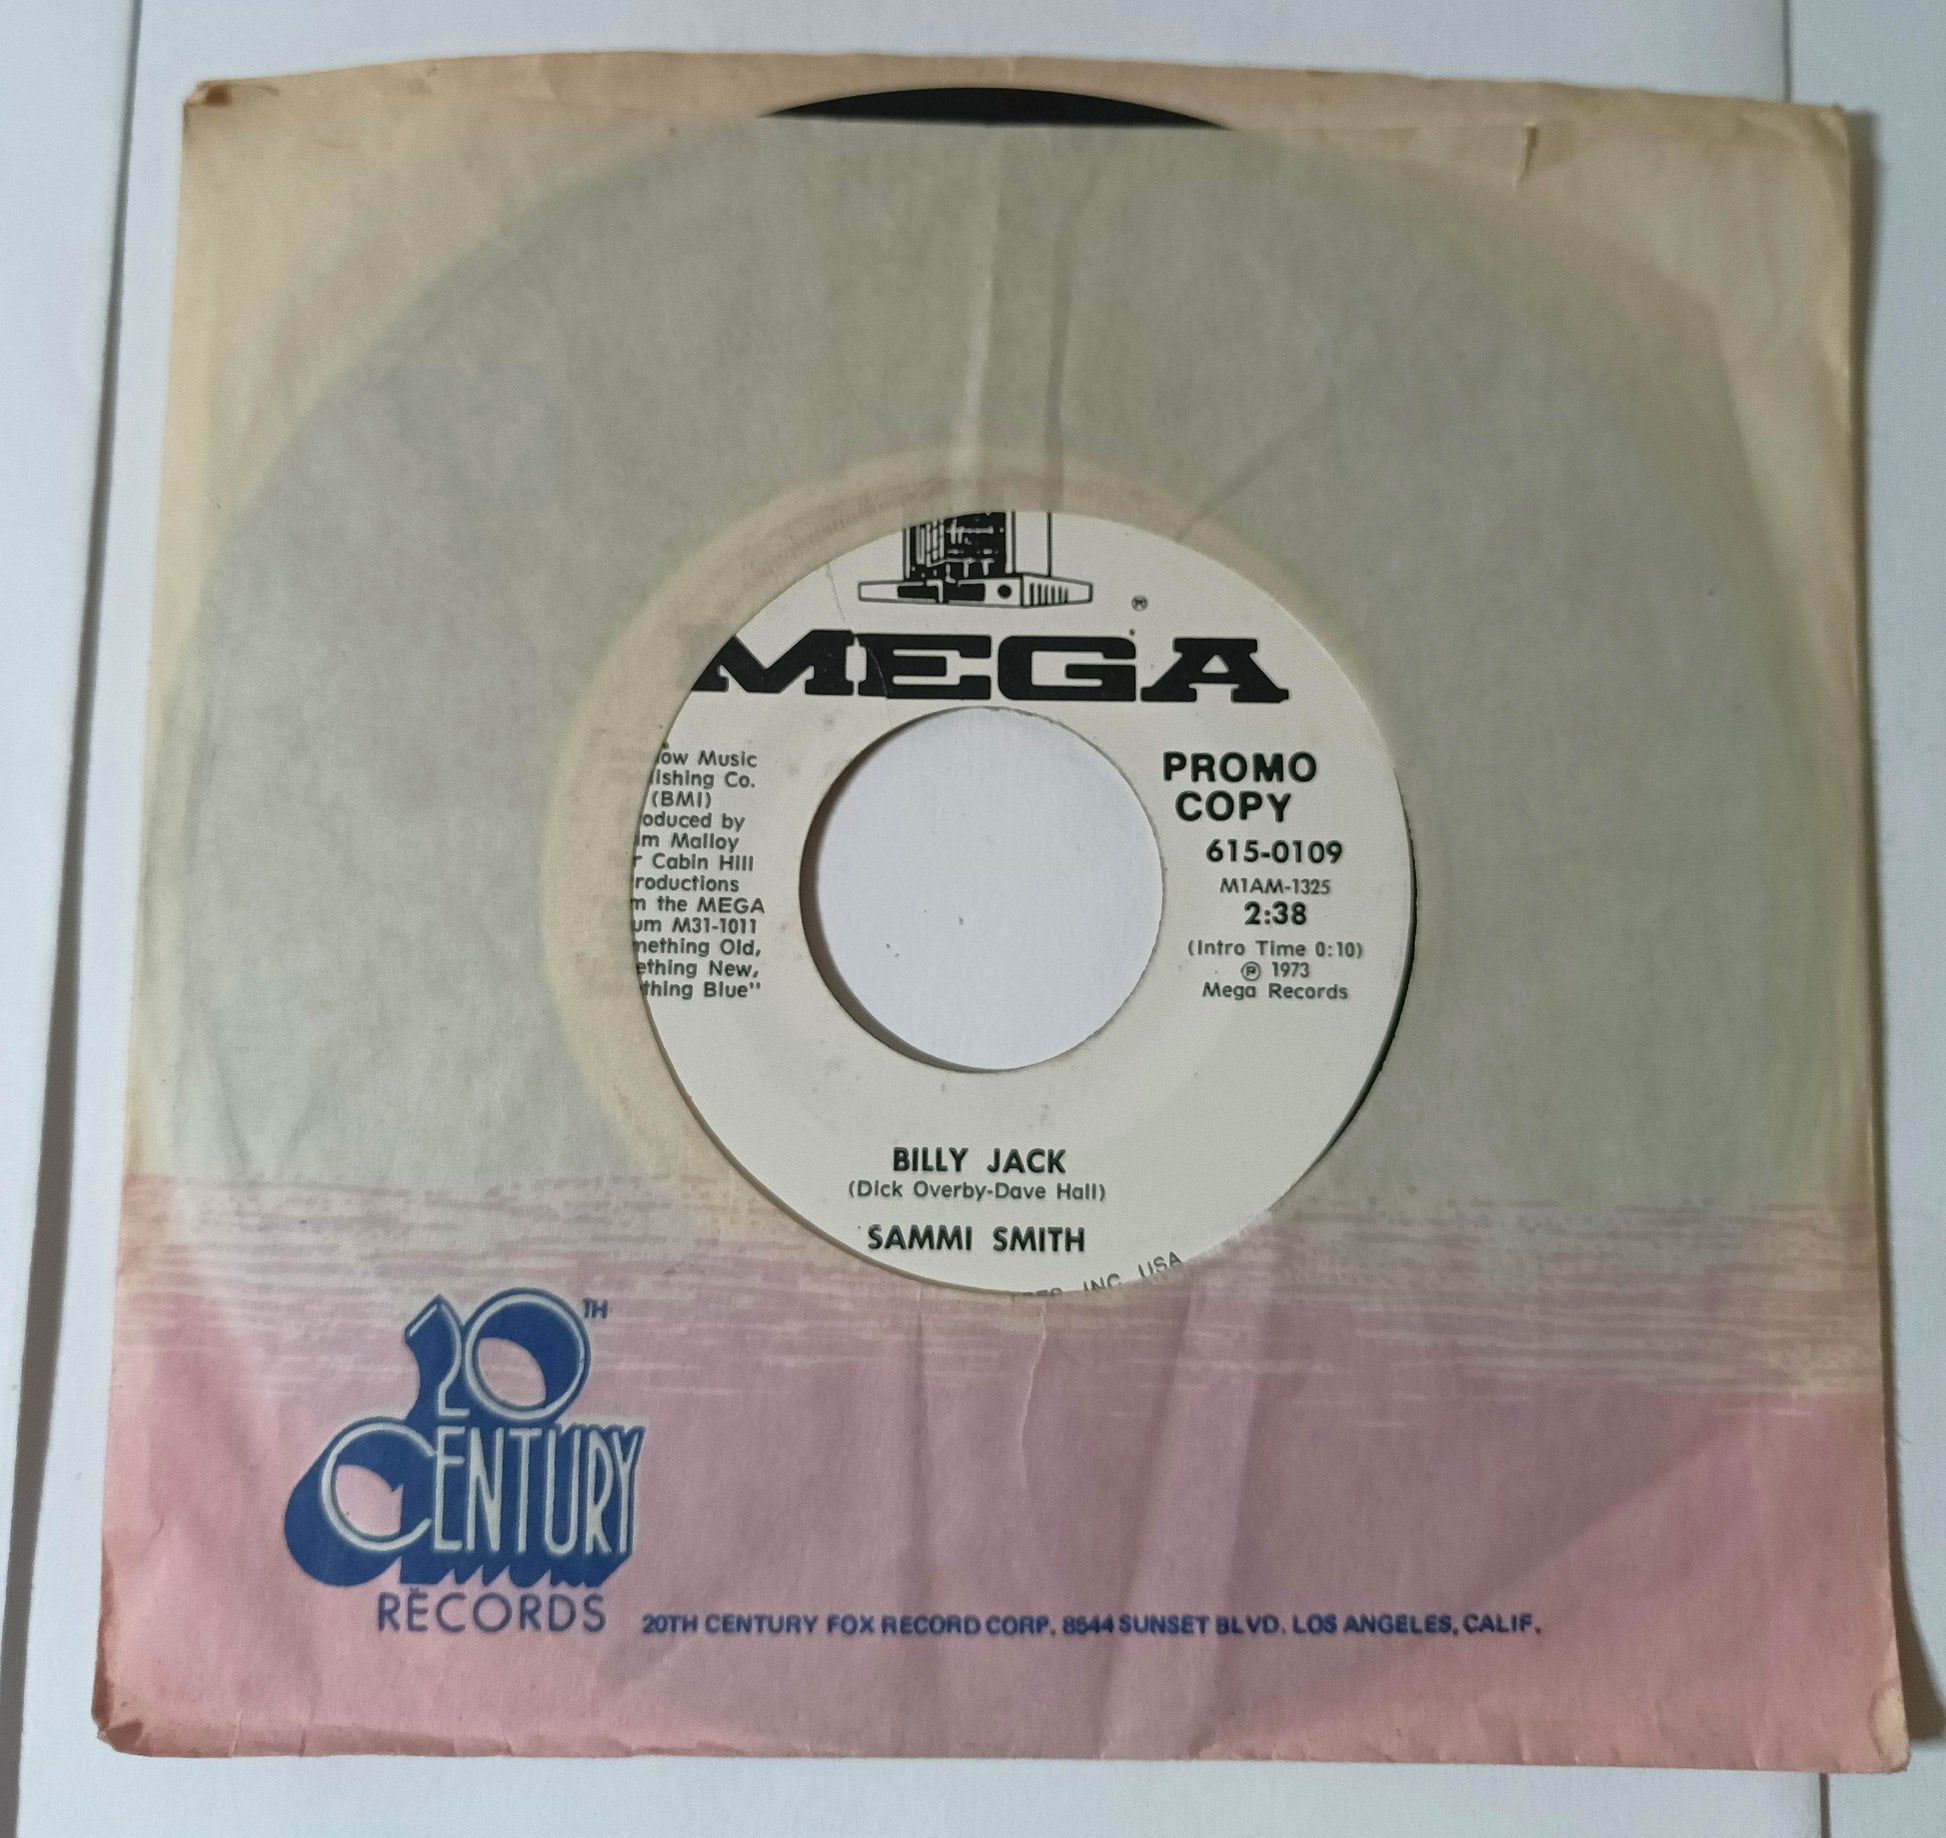 ®
MEGA
Music
Co.
(BMI)
by
Malloy
Cabin Hill
the MEGA
M31-1011
Old,
New,
Blue"
PROMO
COPY
615-0109
M1AM-1325
2:38
(Intro Time 0:10)
℗ 1973
Mega Records
BILLY JACK
(Dick Overby-Dave Hall)
SAMMI SMITH
INC. USA
20TH
CENTURY
RECORDS
20TH CENTURY FOX RECORD CORP. 8544 SUNSET BLVD. LOS ANGELES, CALIF.